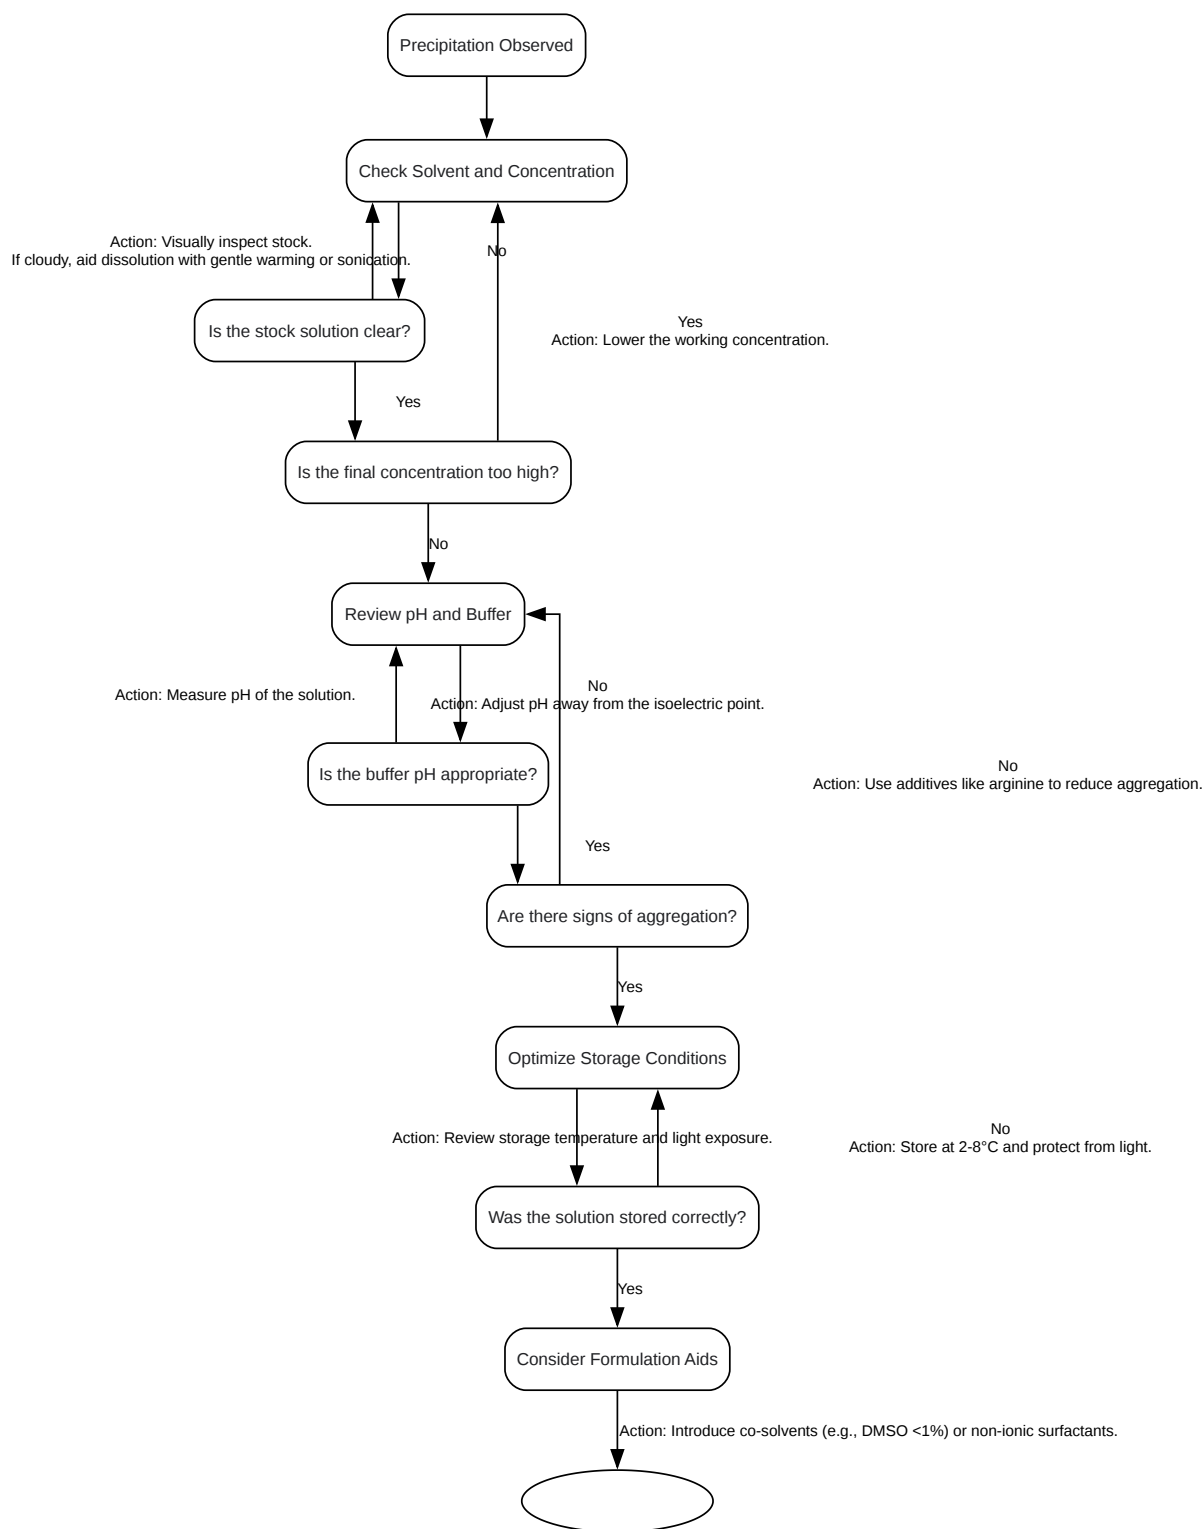 Precipitation Observed
Check Solvent and Concentration
Action: Visually inspect stock.
If cloudy, aid dissolution with gentle warming or sonication.
No
Is the stock solution clear?
Yes
Action: Lower the working concentration.
Yes
Is the final concentration too high?
No
Review pH and Buffer
Action: Measure pH of the solution.
No
Action: Adjust pH away from the isoelectric point.
Is the buffer pH appropriate?
No
Action: Use additives like arginine to reduce aggregation.
Yes
Are there signs of aggregation?
Yes
Optimize Storage Conditions
Action: Review storage temperature and light exposure.
No
Action: Store at 2-8°C and protect from light.
Was the solution stored correctly?
Yes
Consider Formulation Aids
Action: Introduce co-solvents (e.g., DMSO <1%) or non-ionic surfactants.